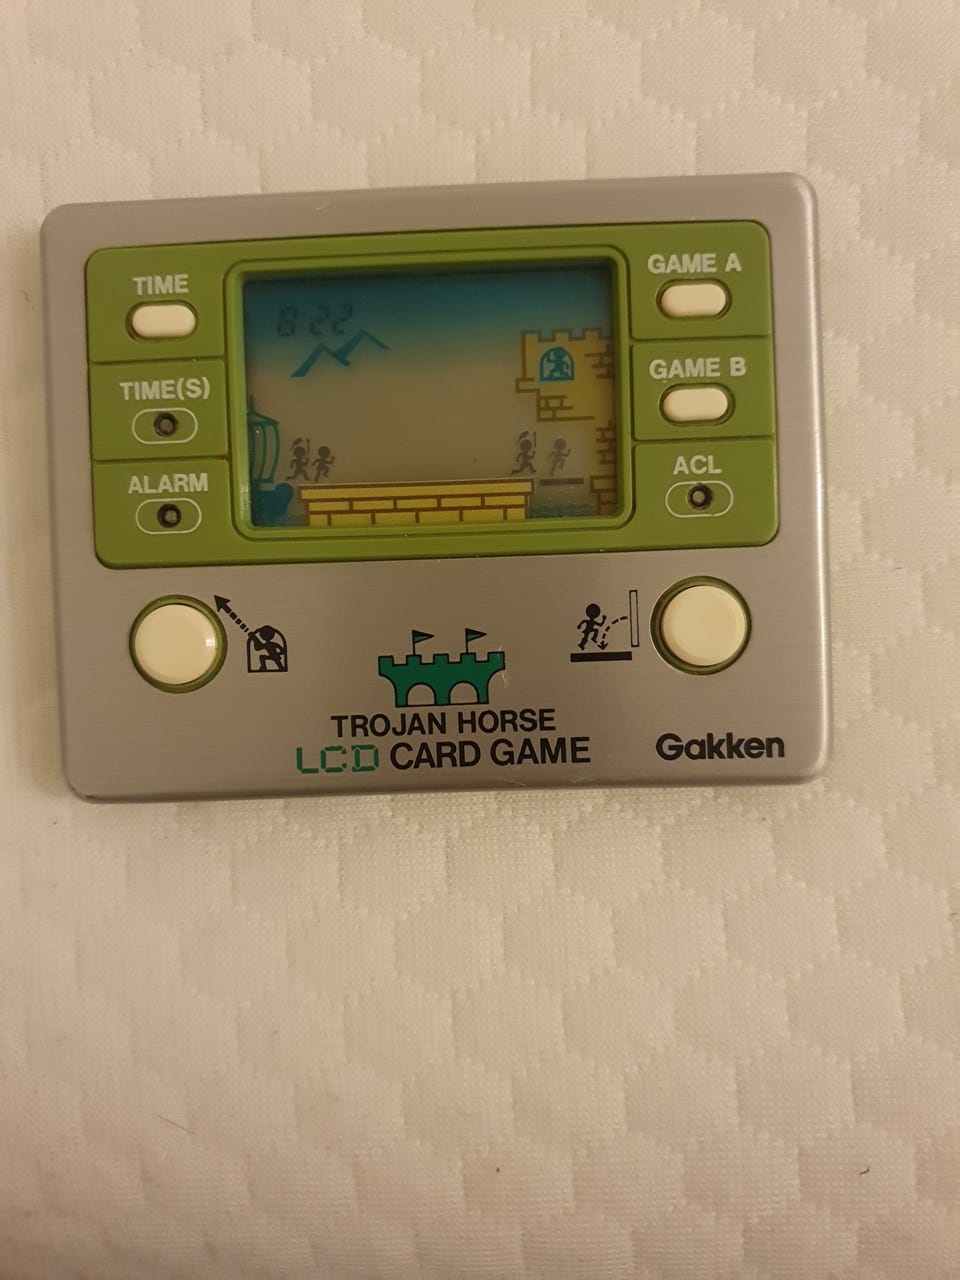 TIME
TIME(S)
ALARM
8:22
GAME A
GAME B
ACL
TROJAN HORSE
LCD CARD GAME
Gakken